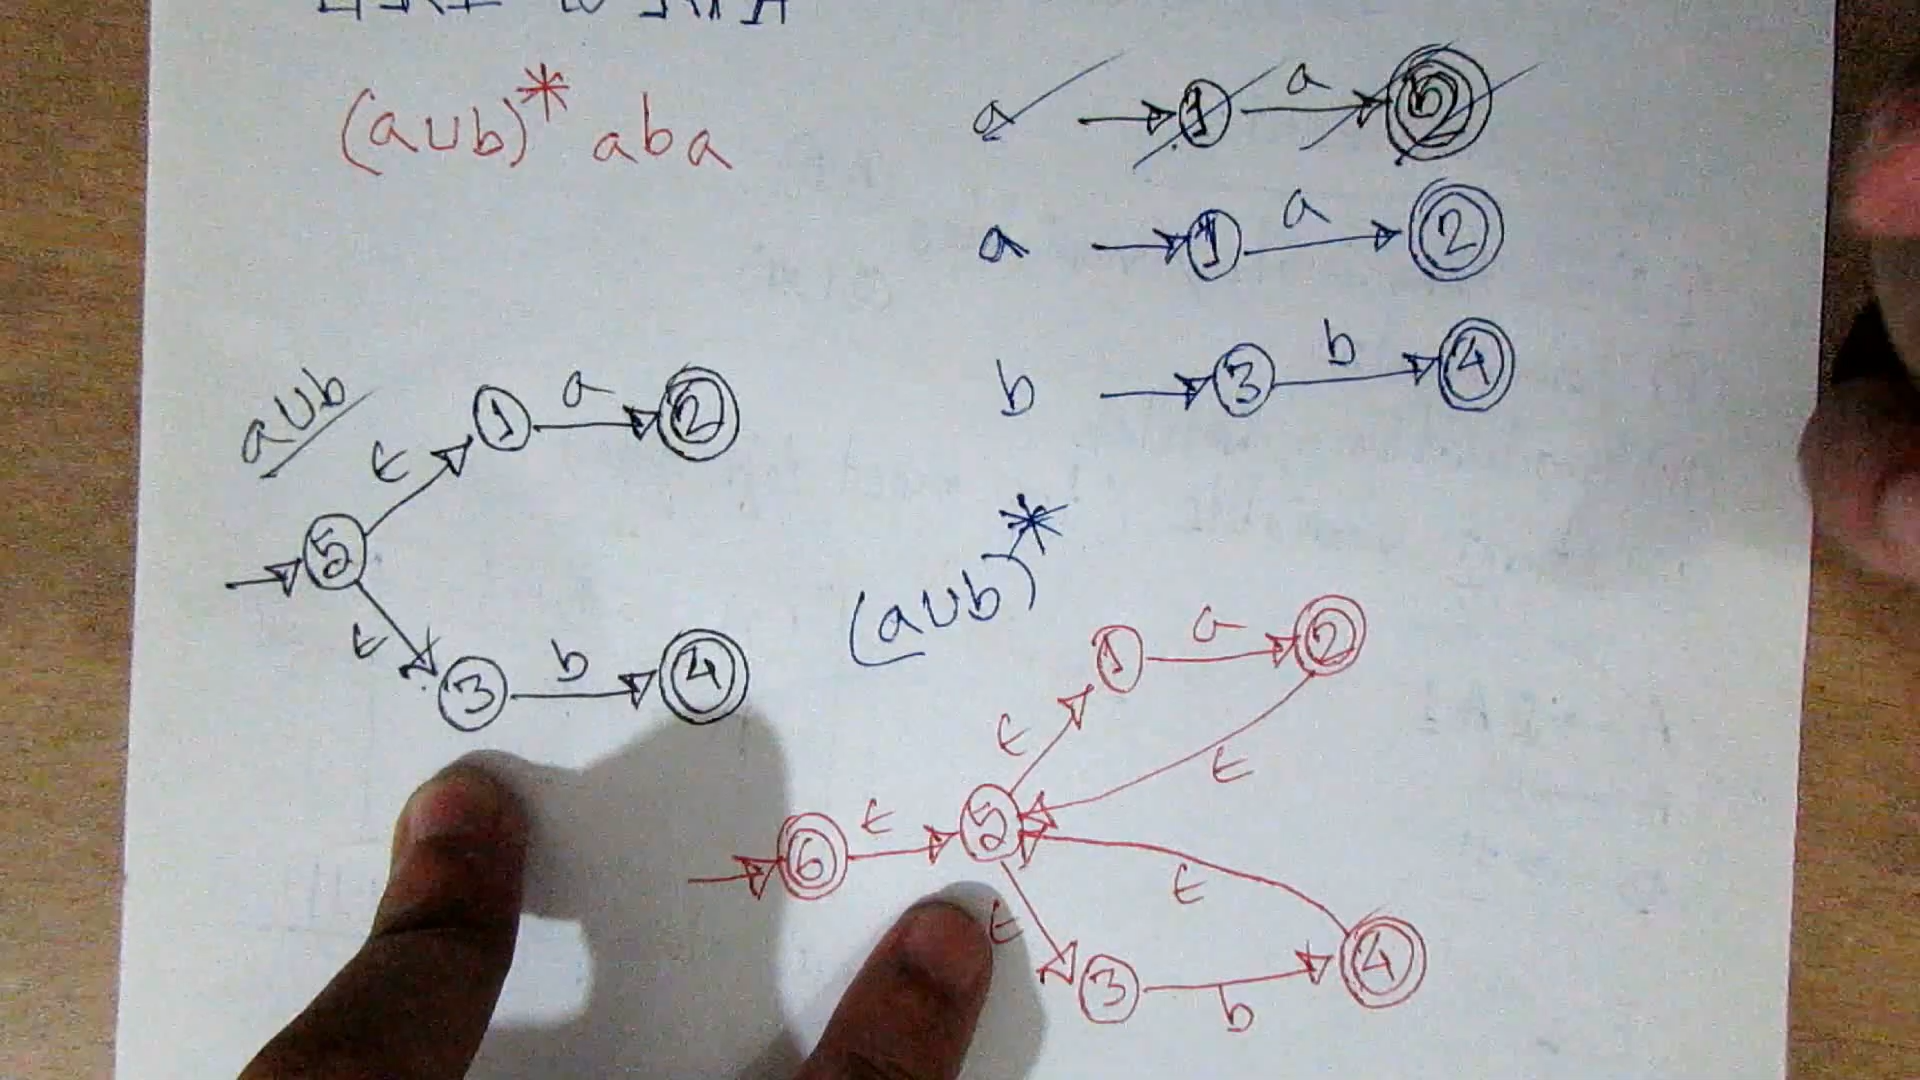 (a∪b)* aba
a → 1 a → 2
a → 1 a → 2
b → 3 b → 4
a∪b
ε 1 a 2
5
ε 3 b 4
(a∪b)*
1 a 2
ε ε
6 ε 5
ε ε
3 b 4